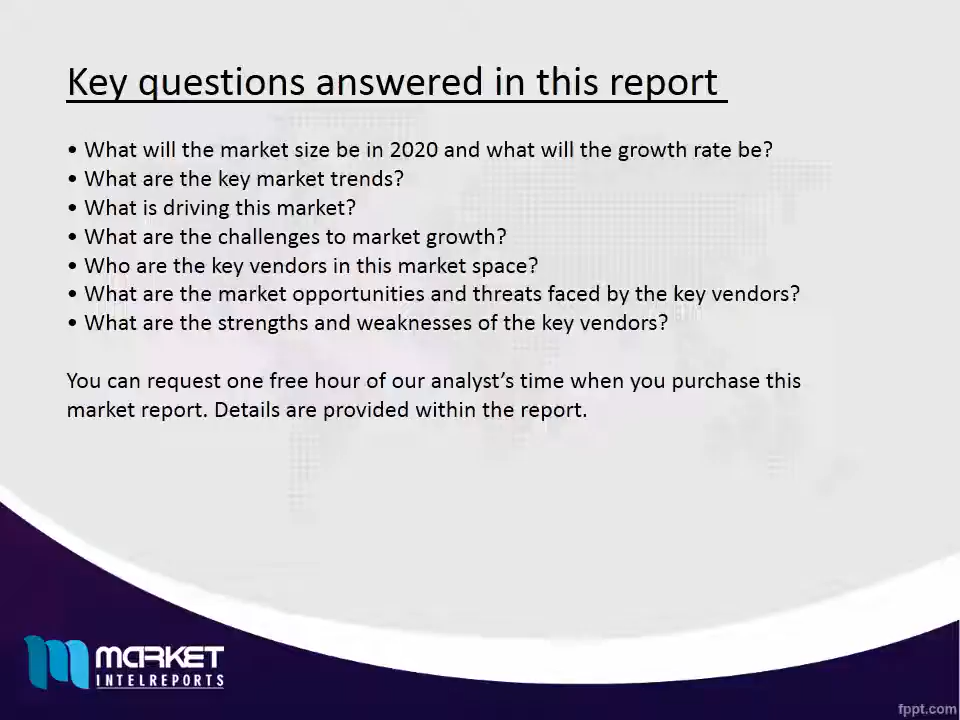 Key questions answered in this report
• What will the market size be in 2020 and what will the growth rate be?
• What are the key market trends?
• What is driving this market?
• What are the challenges to market growth?
• Who are the key vendors in this market space?
• What are the market opportunities and threats faced by the key vendors?
• What are the strengths and weaknesses of the key vendors?
You can request one free hour of our analyst’s time when you purchase this
market report. Details are provided within the report.
MARKET
INTELREPORTS
fppt.com